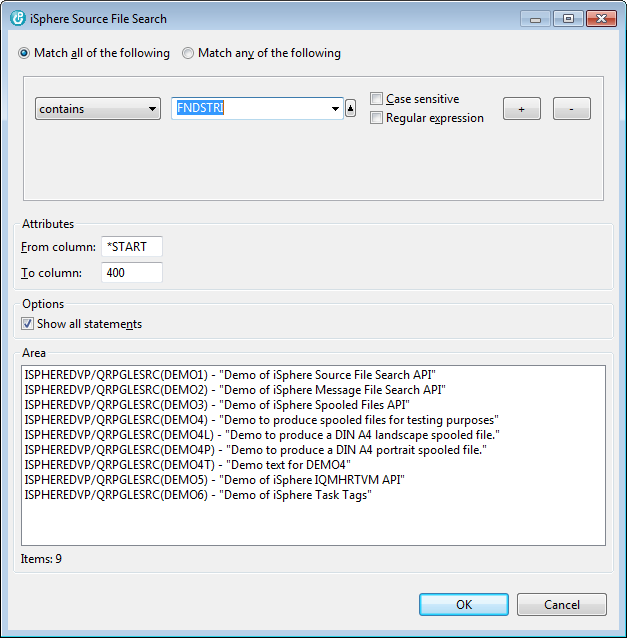 iSphere Source File Search
Match all of the following Match any of the following
contains FNDSTRI Case sensitive + -
Regular expression
Attributes
From column: *START
To column: 400
Options
Show all statements
Area
ISPHEREDVP/QRPGLESRC(DEMO1) - "Demo of iSphere Source File Search API"
ISPHEREDVP/QRPGLESRC(DEMO2) - "Demo of iSphere Message File Search API"
ISPHEREDVP/QRPGLESRC(DEMO3) - "Demo of iSphere Spooled Files API"
ISPHEREDVP/QRPGLESRC(DEMO4) - "Demo to produce spooled files for testing purposes"
ISPHEREDVP/QRPGLESRC(DEMO4L) - "Demo to produce a DIN A4 landscape spooled file."
ISPHEREDVP/QRPGLESRC(DEMO4P) - "Demo to produce a DIN A4 portrait spooled file."
ISPHEREDVP/QRPGLESRC(DEMO4T) - "Demo text for DEMO4"
ISPHEREDVP/QRPGLESRC(DEMO5) - "Demo of iSphere IQMHRTVM API"
ISPHEREDVP/QRPGLESRC(DEMO6) - "Demo of iSphere Task Tags"
Items: 9
OK Cancel